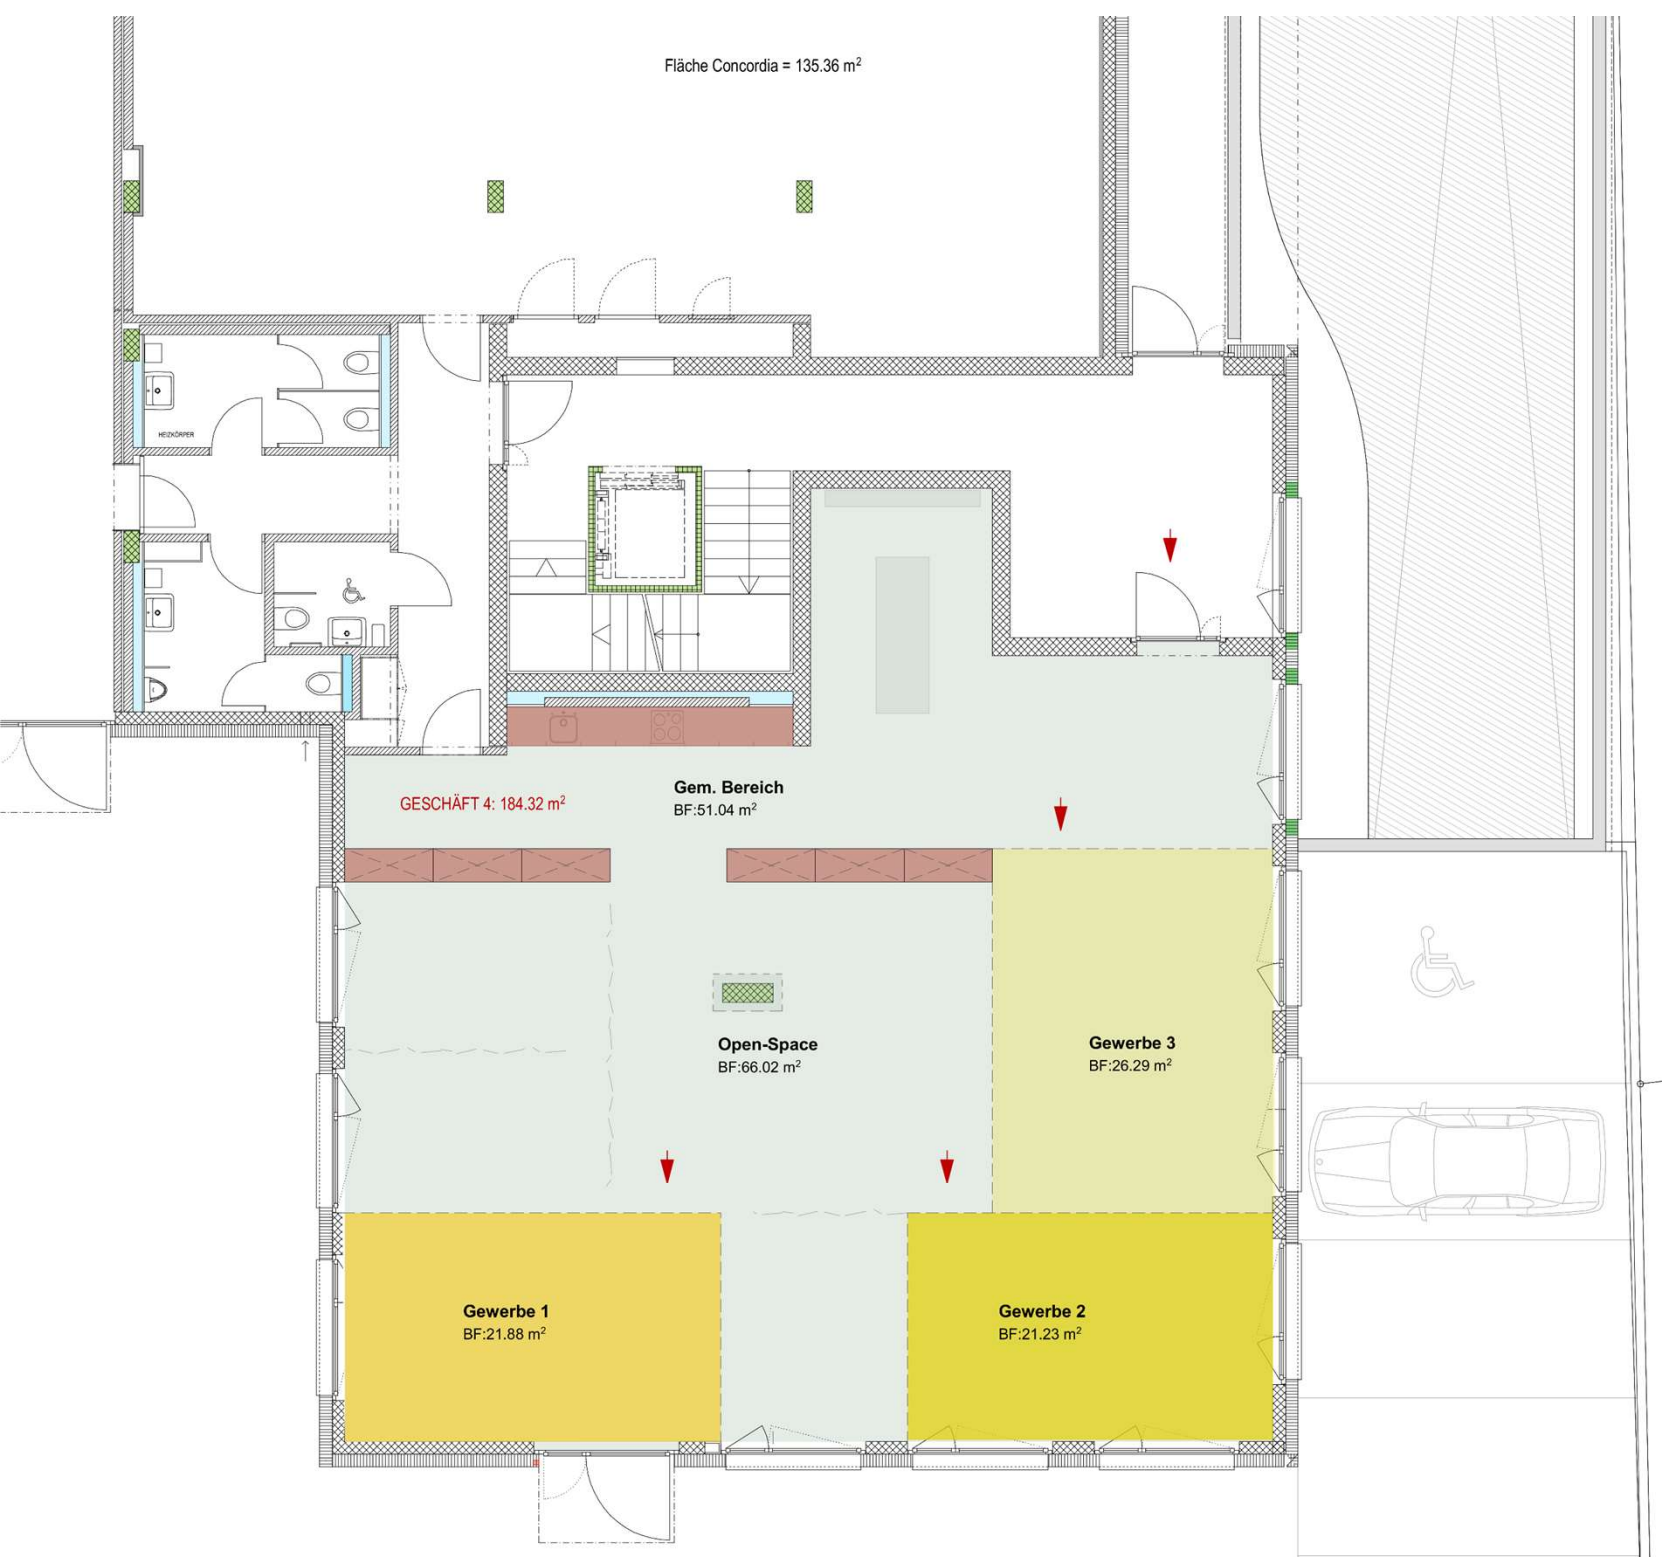 Fläche Concordia = 135.36 m²
HEIZKÖRPER
Gem. Bereich
BF:51.04 m²
GESCHÄFT 4: 184.32 m²
Open-Space
BF:66.02 m²
Gewerbe 3
BF:26.29 m²
Gewerbe 1
BF:21.88 m²
Gewerbe 2
BF:21.23 m²